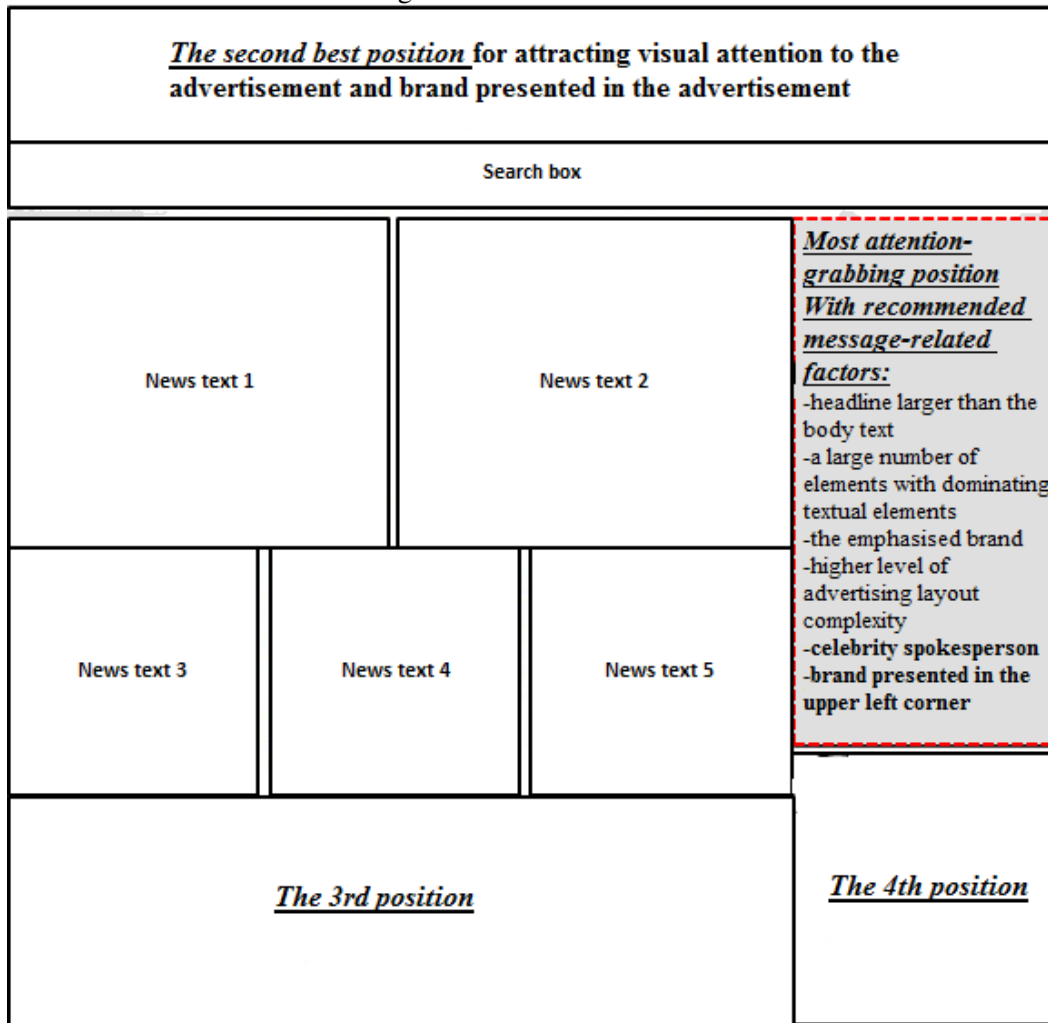 The second best position for attracting visual attention to the
advertisement and brand presented in the advertisement
Search box
News text 1
News text 2
Most attention-
grabbing position
With recommended
message-related
factors:
-headline larger than the
body text
-a large number of
elements with dominating
textual elements
-the emphasised brand
-higher level of
advertising layout
complexity
-celebrity spokesperson
-brand presented in the
upper left corner
News text 3
News text 4
News text 5
The 3rd position
The 4th position